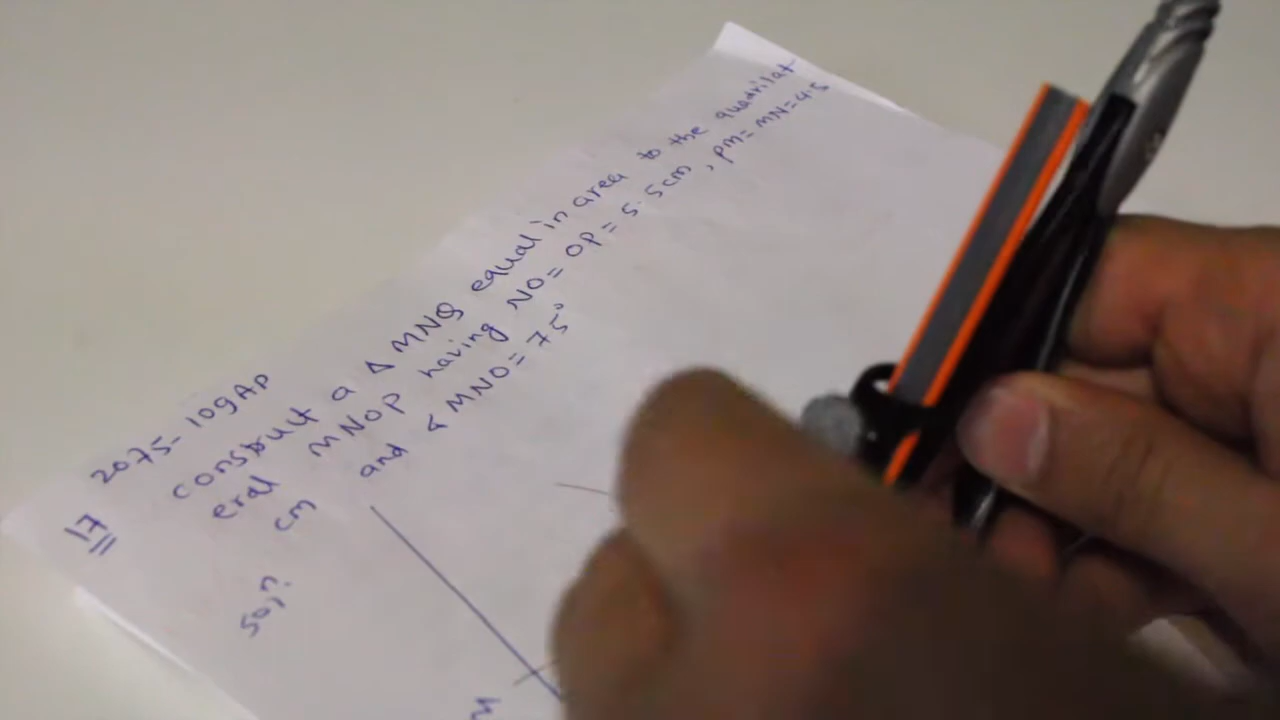 2075-109AP
17 construct a Δ MNQ equal in area to the quadrilat
eral MNOP having NO = OP = 5.5cm, PM = MN = 4.5
cm and ∢ MNO = 75°
Soln
M